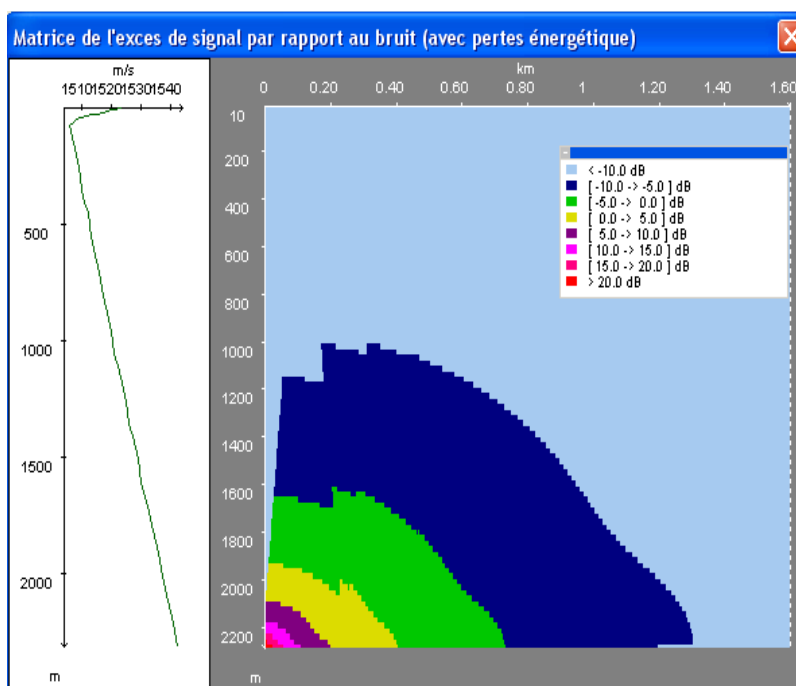 Matrice de l'exces de signal par rapport au bruit (avec pertes énergétique)
m/s
1510 1520 1530 1540
500
1000
1500
2000
m
km
0 0.20 0.40 0.60 0.80 1 1.20 1.40 1.60
10
200
400
600
800
1000
1200
1400
1600
1800
2000
2200
m
< -10.0 dB
[ -10.0 -> -5.0 ] dB
[ -5.0 -> 0.0 ] dB
[ 0.0 -> 5.0 ] dB
[ 5.0 -> 10.0 ] dB
[ 10.0 -> 15.0 ] dB
[ 15.0 -> 20.0 ] dB
> 20.0 dB